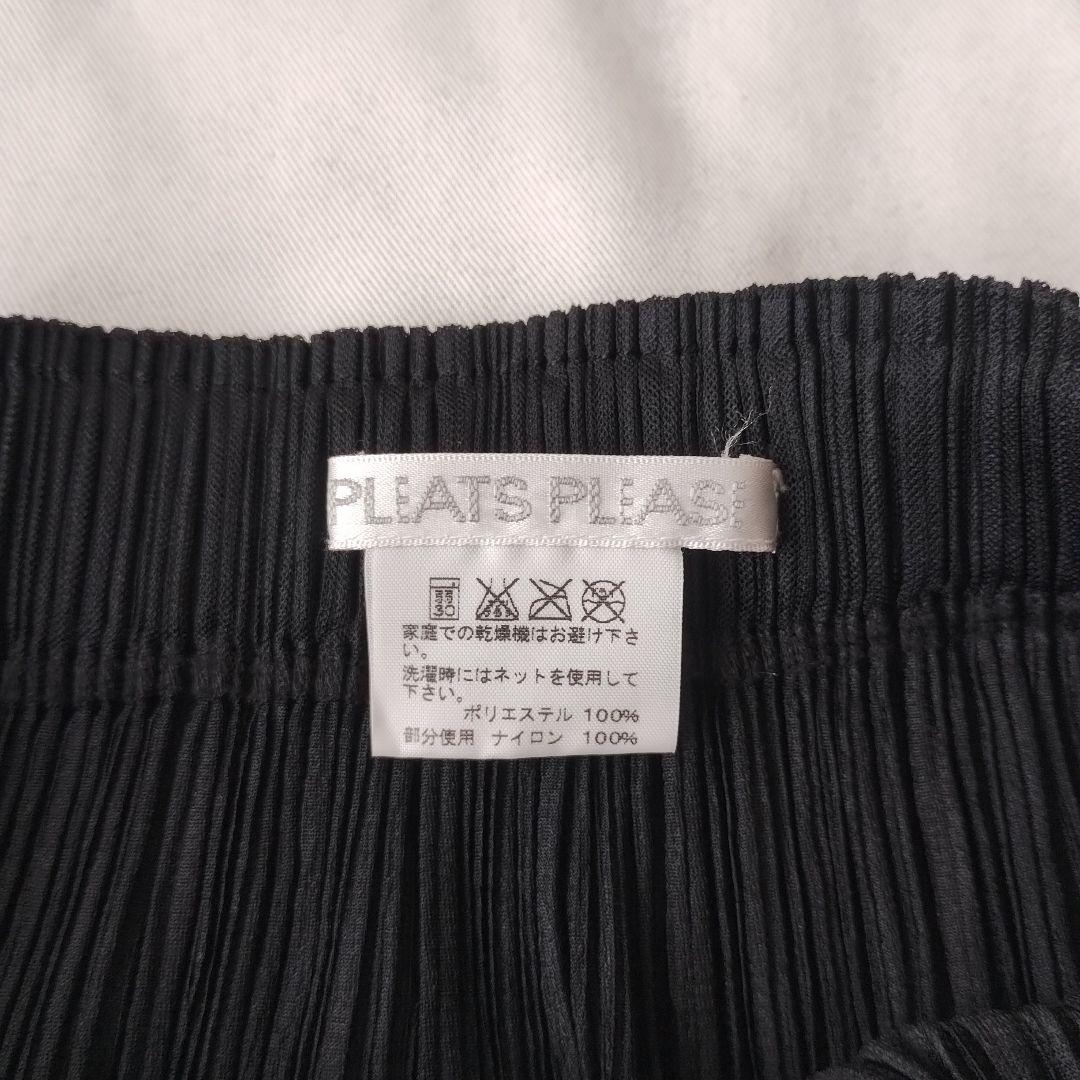 PLEATS PLEASE
弱
30
家庭での乾燥機はお避け下さ
い。
洗濯時にはネットを使用して
下さい。
ポリエステル 100%
部分使用 ナイロン 100%